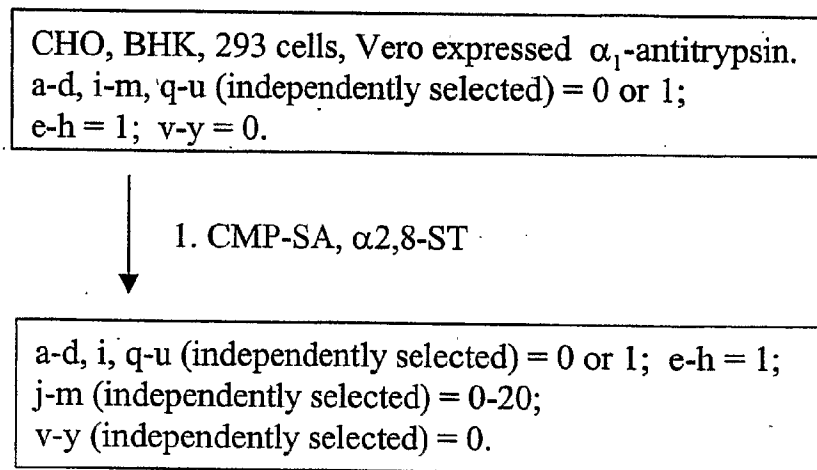 CHO, BHK, 293 cells, Vero expressed α₁-antitrypsin.
a-d, i-m, q-u (independently selected) = 0 or 1;
e-h = 1; v-y = 0.
1. CMP-SA, α2,8-ST
a-d, i, q-u (independently selected) = 0 or 1; e-h = 1;
j-m (independently selected) = 0-20;
v-y (independently selected) = 0.